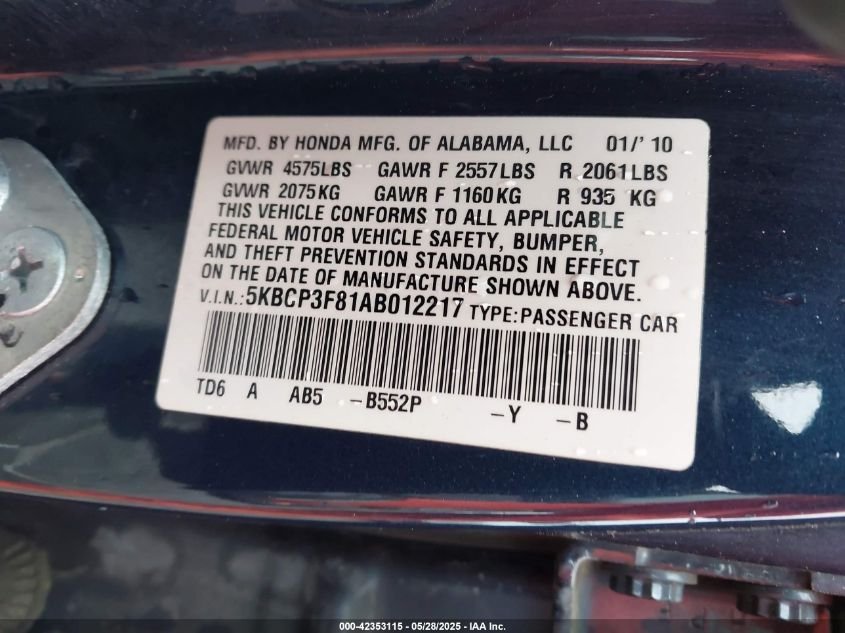 MFD. BY HONDA MFG. OF ALABAMA, LLC 01/'10
GVWR 4575LBS GAWR F 2557LBS R 2061LBS
GVWR 2075KG GAWR F 1160KG R 935 KG
THIS VEHICLE CONFORMS TO ALL APPLICABLE
FEDERAL MOTOR VEHICLE SAFETY, BUMPER,
AND THEFT PREVENTION STANDARDS IN EFFECT
ON THE DATE OF MANUFACTURE SHOWN ABOVE.
V.I.N.:5KBCP3F81AB012217 TYPE:PASSENGER CAR
TD6 A AB5 -B552P -Y -B
000-42353115 - 05/28/2025 - IAA Inc.